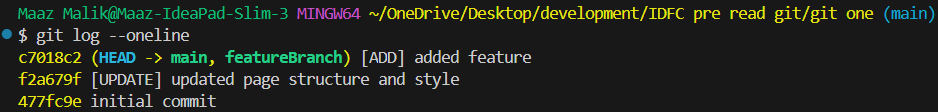 Maaz Malik@Maaz-IdeaPad-Slim-3 MINGW64 ~/OneDrive/Desktop/development/IDFC pre read git/git one (main)
$ git log --oneline
c7018c2 (HEAD -> main, featureBranch) [ADD] added feature
f2a679f [UPDATE] updated page structure and style
477fc9e initial commit